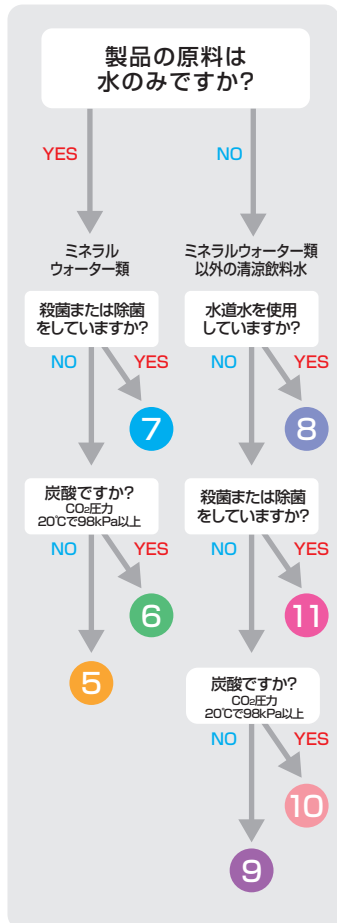 製品の原料は
水のみですか?
YES
NO
ミネラル
ウォーター類
ミネラルウォーター類
以外の清涼飲料水
殺菌または除菌
をしていますか?
水道水を使用
していますか?
NO
YES
NO
YES
7
8
炭酸ですか?
CO₂圧力
20℃で98kPa以上
殺菌または除菌
をしていますか?
NO
YES
NO
YES
6
11
5
炭酸ですか?
CO₂圧力
20℃で98kPa以上
NO
YES
10
9